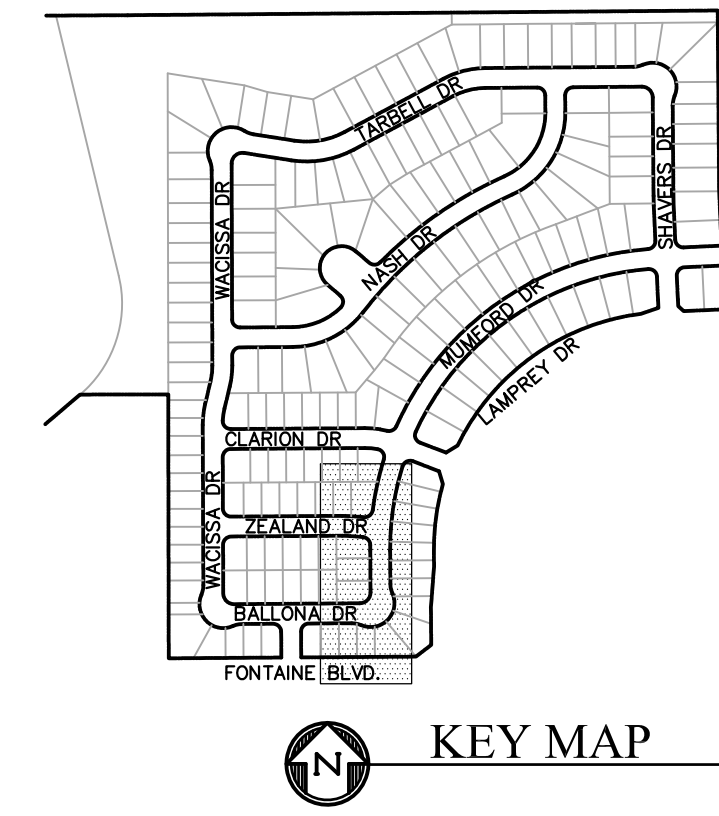 TARBELL DR
SHAVERS DR
WACISSA DR
NASH DR
MUMFORD DR
LAMPREY DR
CLARION DR
WACISSA DR
ZEALAND DR
BALLONA DR
FONTAINE BLVD.
N
KEY MAP